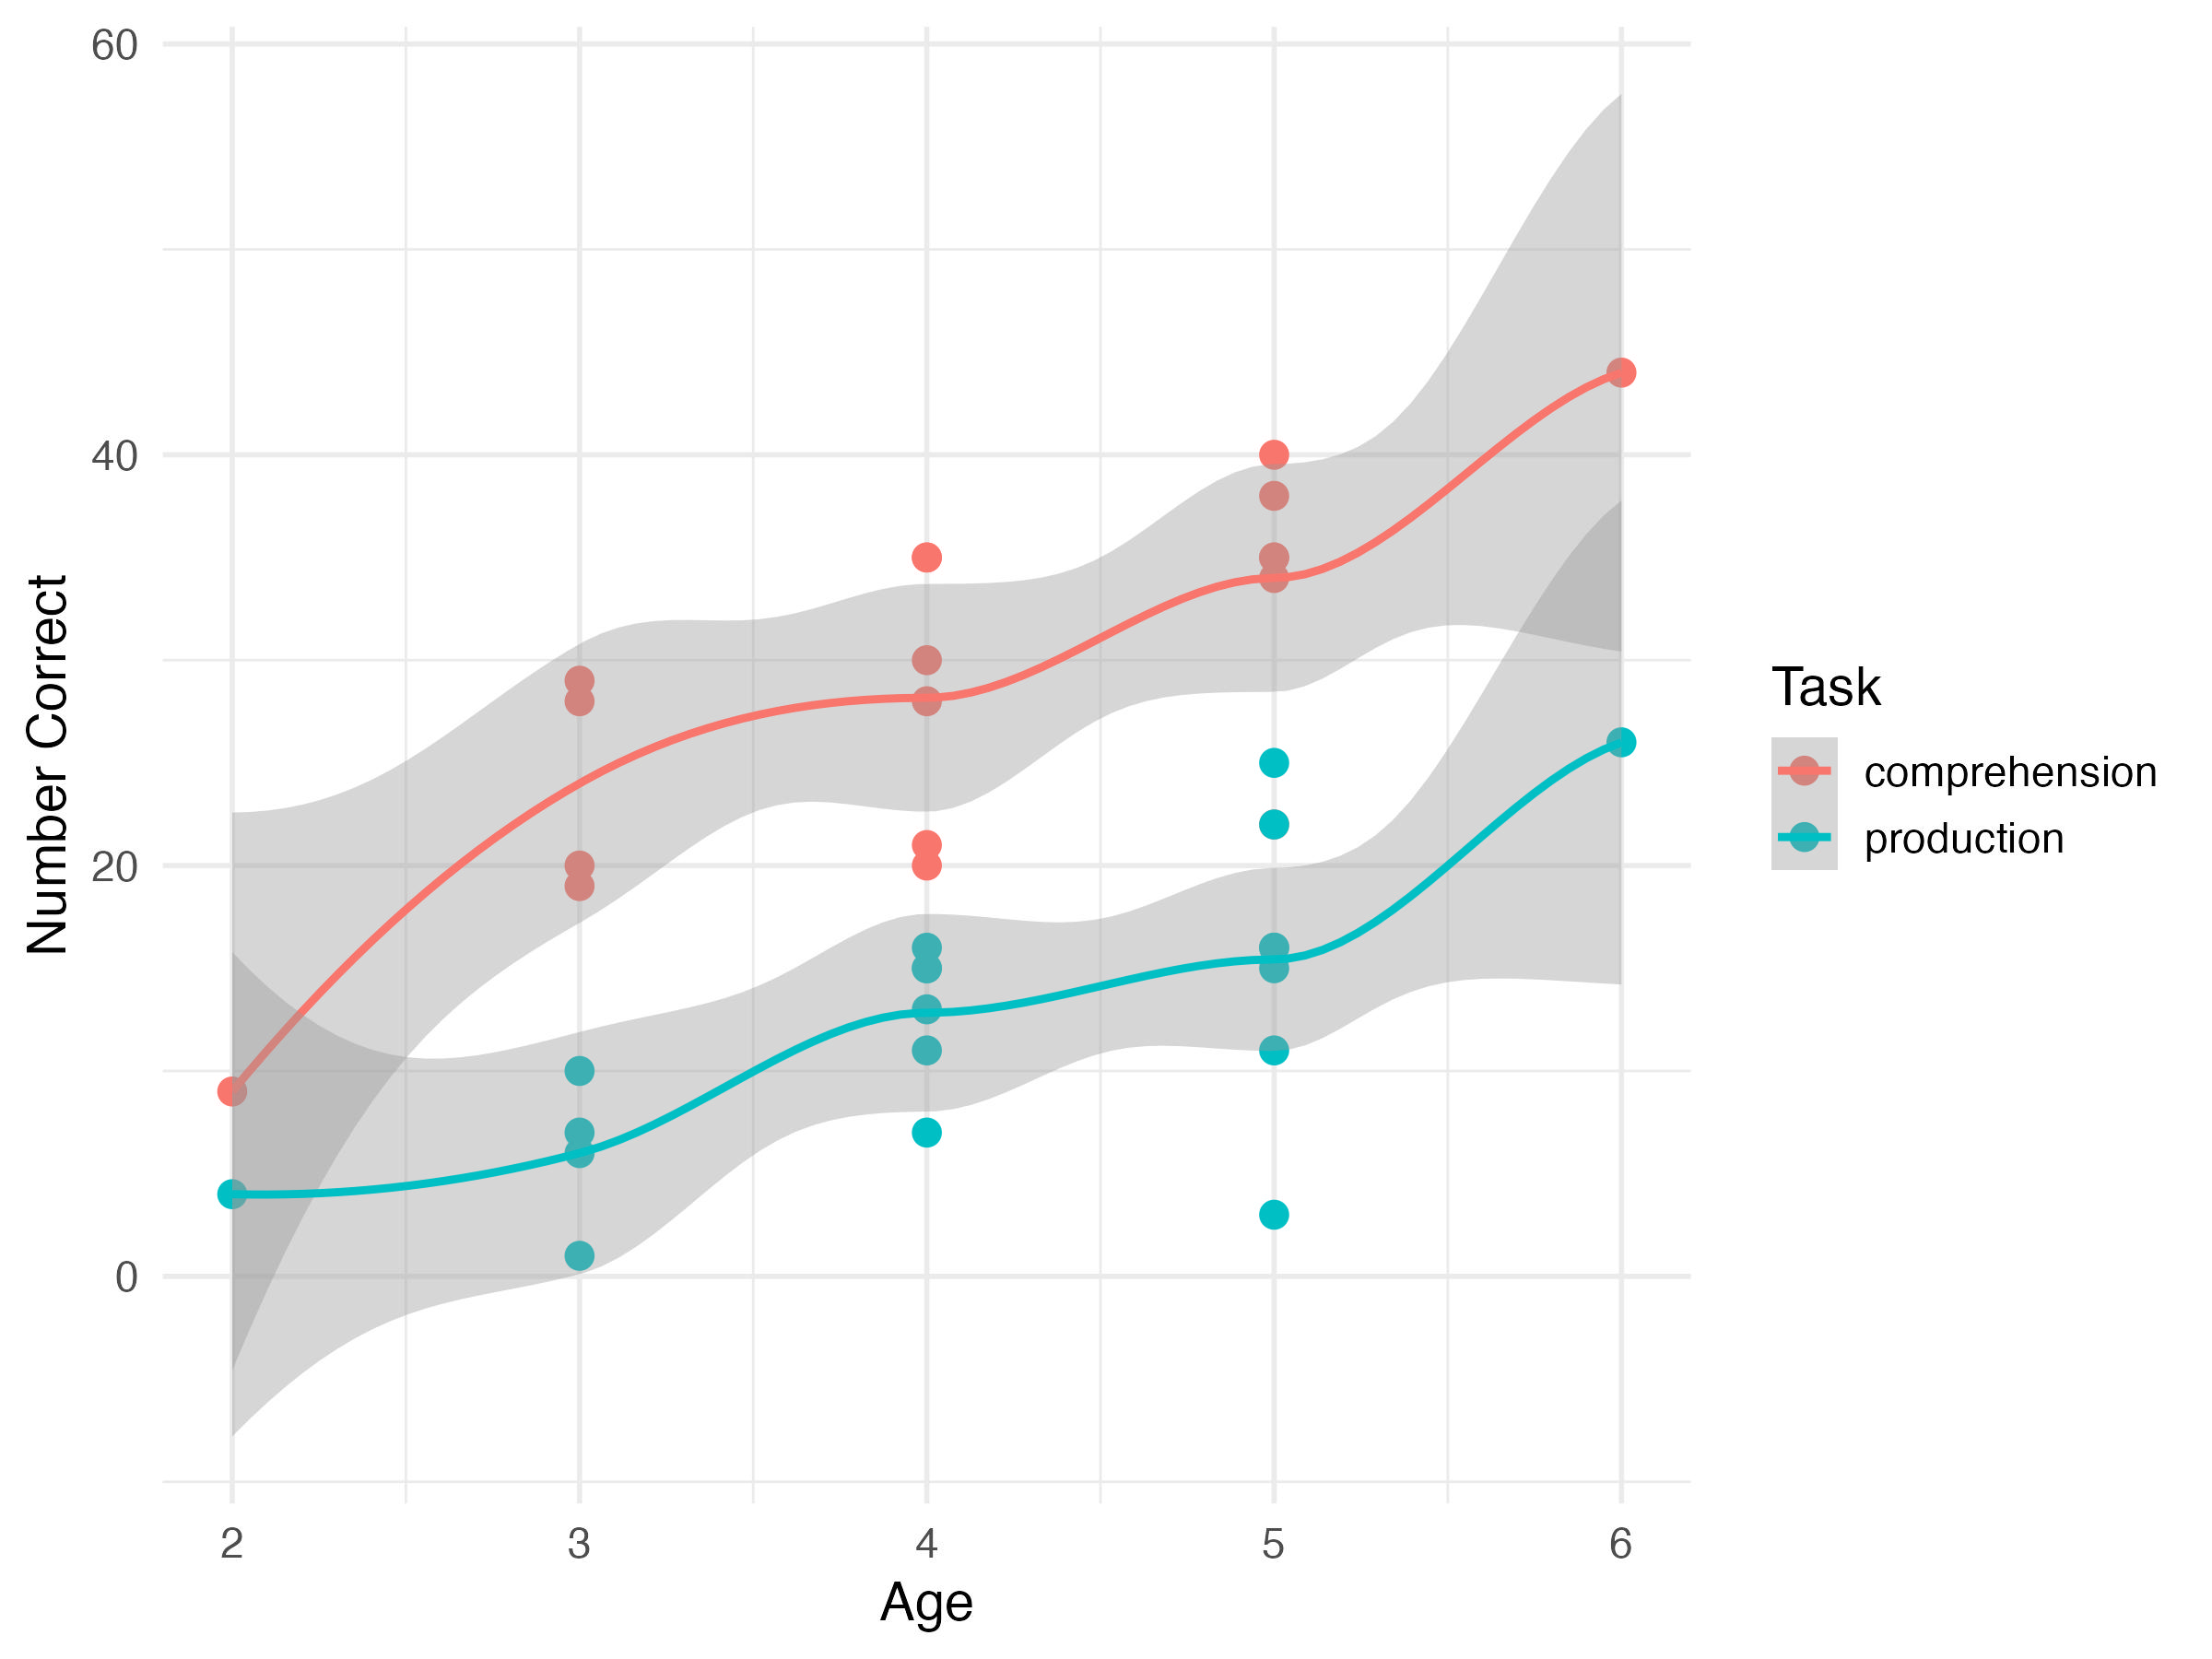 60
40
20
0
Number Correct
2 3 4 5 6
Age
Task
comprehension
production